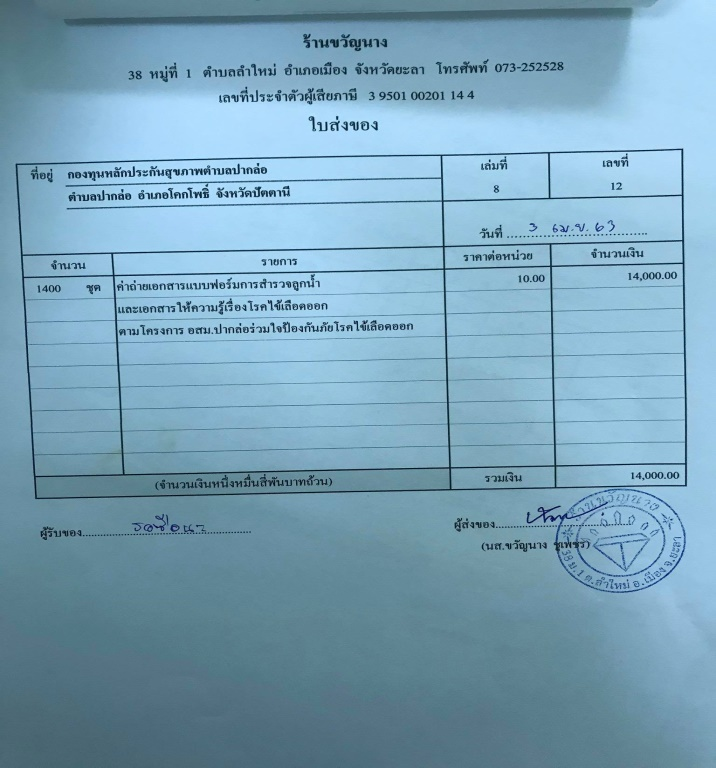 ร้านขวัญนาง
38 หมู่ที่ 1 ตำบลลำใหม่ อำเภอเมือง จังหวัดยะลา โทรศัพท์ 073-252528
เลขที่ประจำตัวผู้เสียภาษี 3 9501 00201 14 4
ใบส่งของ
ที่อยู่ กองทุนหลักประกันสุขภาพตำบลปากล่อ
ตำบลปากล่อ อำเภอโคกโพธิ์ จังหวัดปัตตานี
เล่มที่ เลขที่
8 12
วันที่ 3 เม.ย. 63
จำนวน รายการ ราคาต่อหน่วย จำนวนเงิน
1400 ชุด ค่าถ่ายเอกสารแบบฟอร์มการสำรวจลูกน้ำ 10.00 14,000.00
และเอกสารให้ความรู้เรื่องโรคไข้เลือดออก
ตามโครงการ อสม.ปากล่อร่วมใจป้องกันภัยโรคไข้เลือดออก
(จำนวนเงินหนึ่งหมื่นสี่พันบาทถ้วน) รวมเงิน 14,000.00
ผู้รับของ รอซือนา
ผู้ส่งของ
(นส.ขวัญนาง ชูเพชร)
ร้านขวัญนาง
38 ม.1 ต.ลำใหม่ อ.เมือง จ.ยะลา